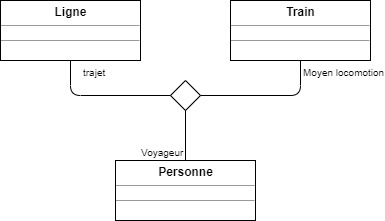 Ligne
Train
trajet
Moyen locomotion
Voyageur
Personne